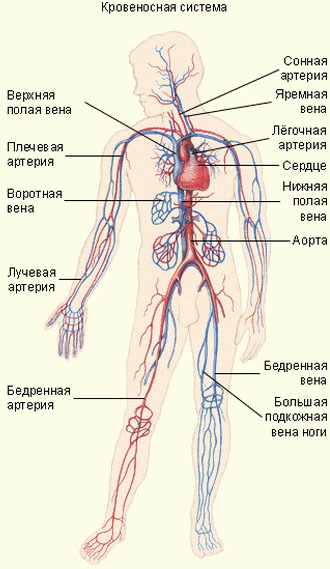 Кровеносная система
Сонная
артерия
Яремная
вена
Верхняя
полая вена
Лёгочная
артерия
Плечевая
артерия
Сердце
Нижняя
полая
вена
Воротная
вена
Аорта
Лучевая
артерия
Бедренная
вена
Бедренная
артерия
Большая
подкожная
вена ноги